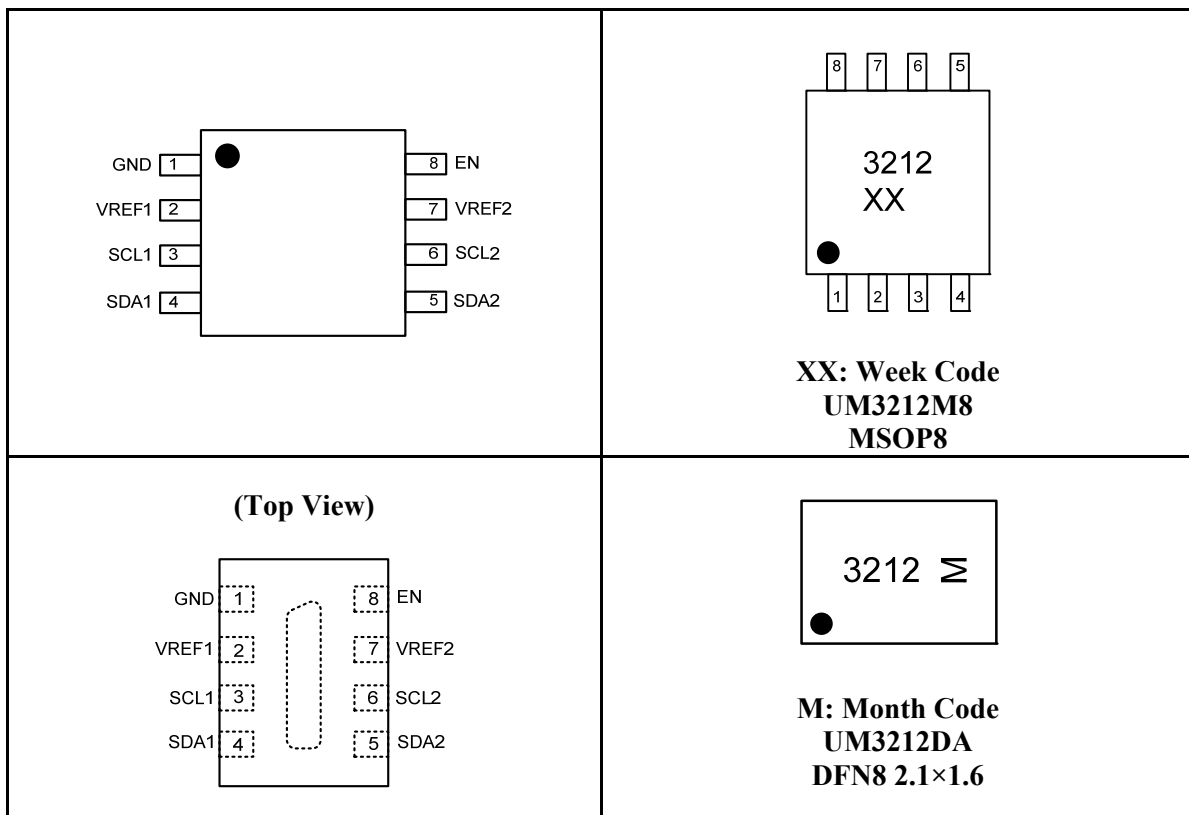 GND 1
8 EN
VREF1 2
7 VREF2
SCL1 3
6 SCL2
SDA1 4
5 SDA2
8 7 6 5
3212
XX
1 2 3 4
XX: Week Code
UM3212M8
MSOP8
(Top View)
GND 1
8 EN
VREF1 2
7 VREF2
SCL1 3
6 SCL2
SDA1 4
5 SDA2
3212 M
M: Month Code
UM3212DA
DFN8 2.1×1.6